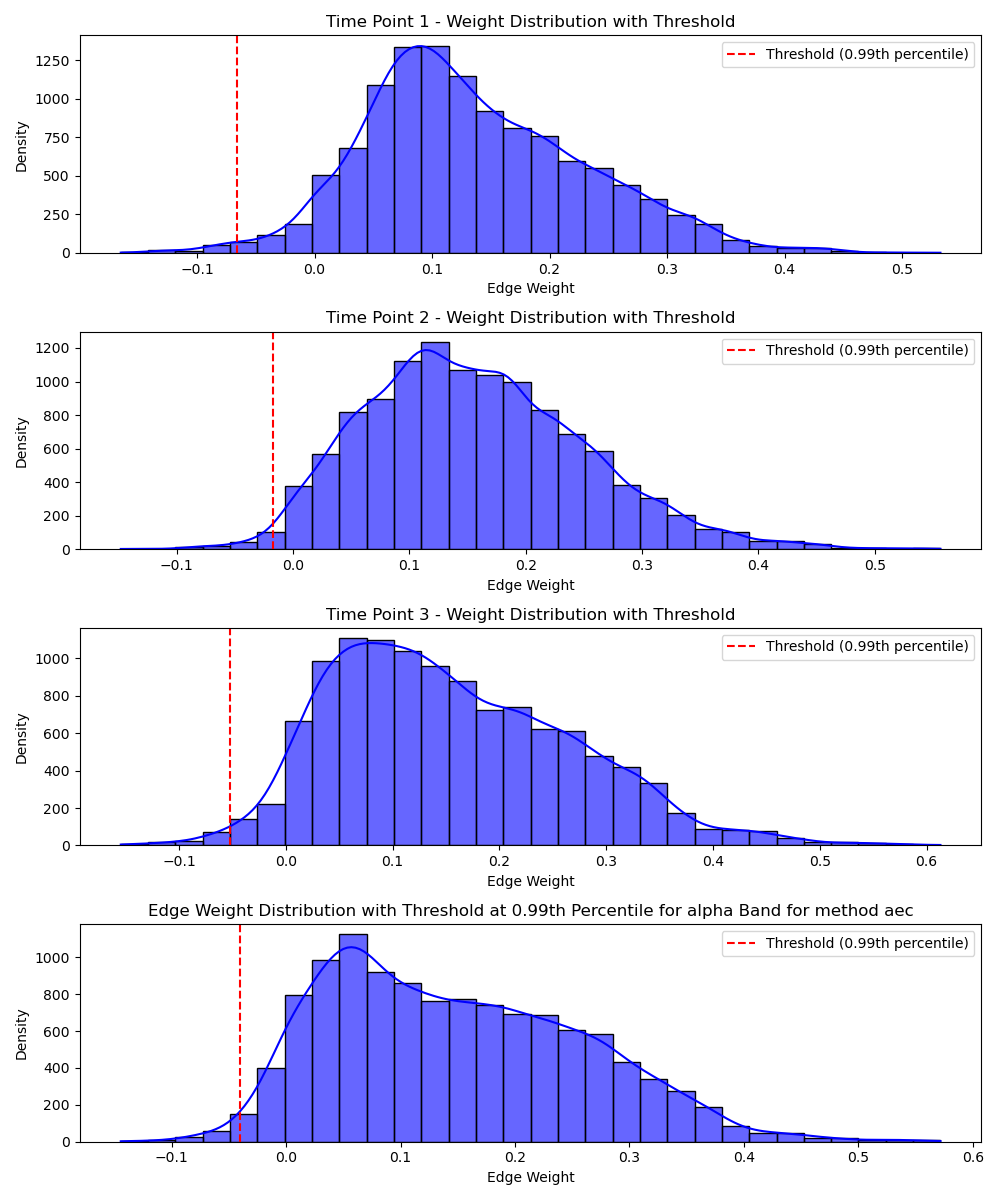 Time Point 1 - Weight Distribution with Threshold
Threshold (0.99th percentile)
Density
1250
1000
750
500
250
0
−0.1 0.0 0.1 0.2 0.3 0.4 0.5
Edge Weight
Time Point 2 - Weight Distribution with Threshold
Threshold (0.99th percentile)
Density
1200
1000
800
600
400
200
0
−0.1 0.0 0.1 0.2 0.3 0.4 0.5
Edge Weight
Time Point 3 - Weight Distribution with Threshold
Threshold (0.99th percentile)
Density
1000
800
600
400
200
0
−0.1 0.0 0.1 0.2 0.3 0.4 0.5 0.6
Edge Weight
Edge Weight Distribution with Threshold at 0.99th Percentile for alpha Band for method aec
Threshold (0.99th percentile)
Density
1000
800
600
400
200
0
−0.1 0.0 0.1 0.2 0.3 0.4 0.5 0.6
Edge Weight